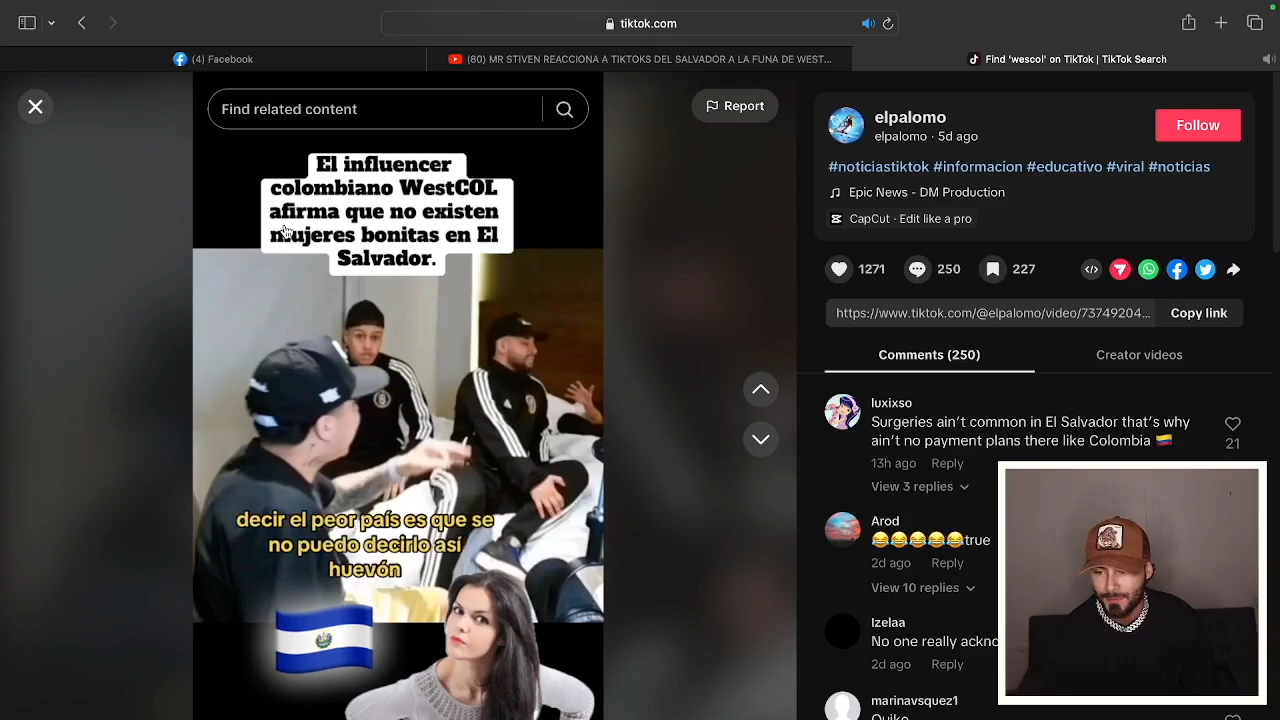 tiktok.com
(4) Facebook
(80) MR STIVEN REACCIONA A TIKTOKS DEL SALVADOR A LA FUNA DE WEST...
Find 'wescol' on TikTok | TikTok Search
Find related content
Report
El influencer
colombiano WestCOL
afirma que no existen
mujeres bonitas en El
Salvador.
decir el peor país es que se
no puedo decirlo así
huevón
elpalomo
elpalomo · 5d ago
Follow
#noticiastiktok #informacion #educativo #viral #noticias
Epic News - DM Production
CapCut · Edit like a pro
1271
250
227
https://www.tiktok.com/@elpalomo/video/73749204...
Copy link
Comments (250)
Creator videos
luxixso
Surgeries ain’t common in El Salvador that’s why
ain’t no payment plans there like Colombia 🇨🇴
21
13h ago
Reply
View 3 replies
Arod
😂😂😂😂😂true
2d ago
Reply
View 10 replies
Izelaa
No one really ackno
2d ago
Reply
marinavsquez1